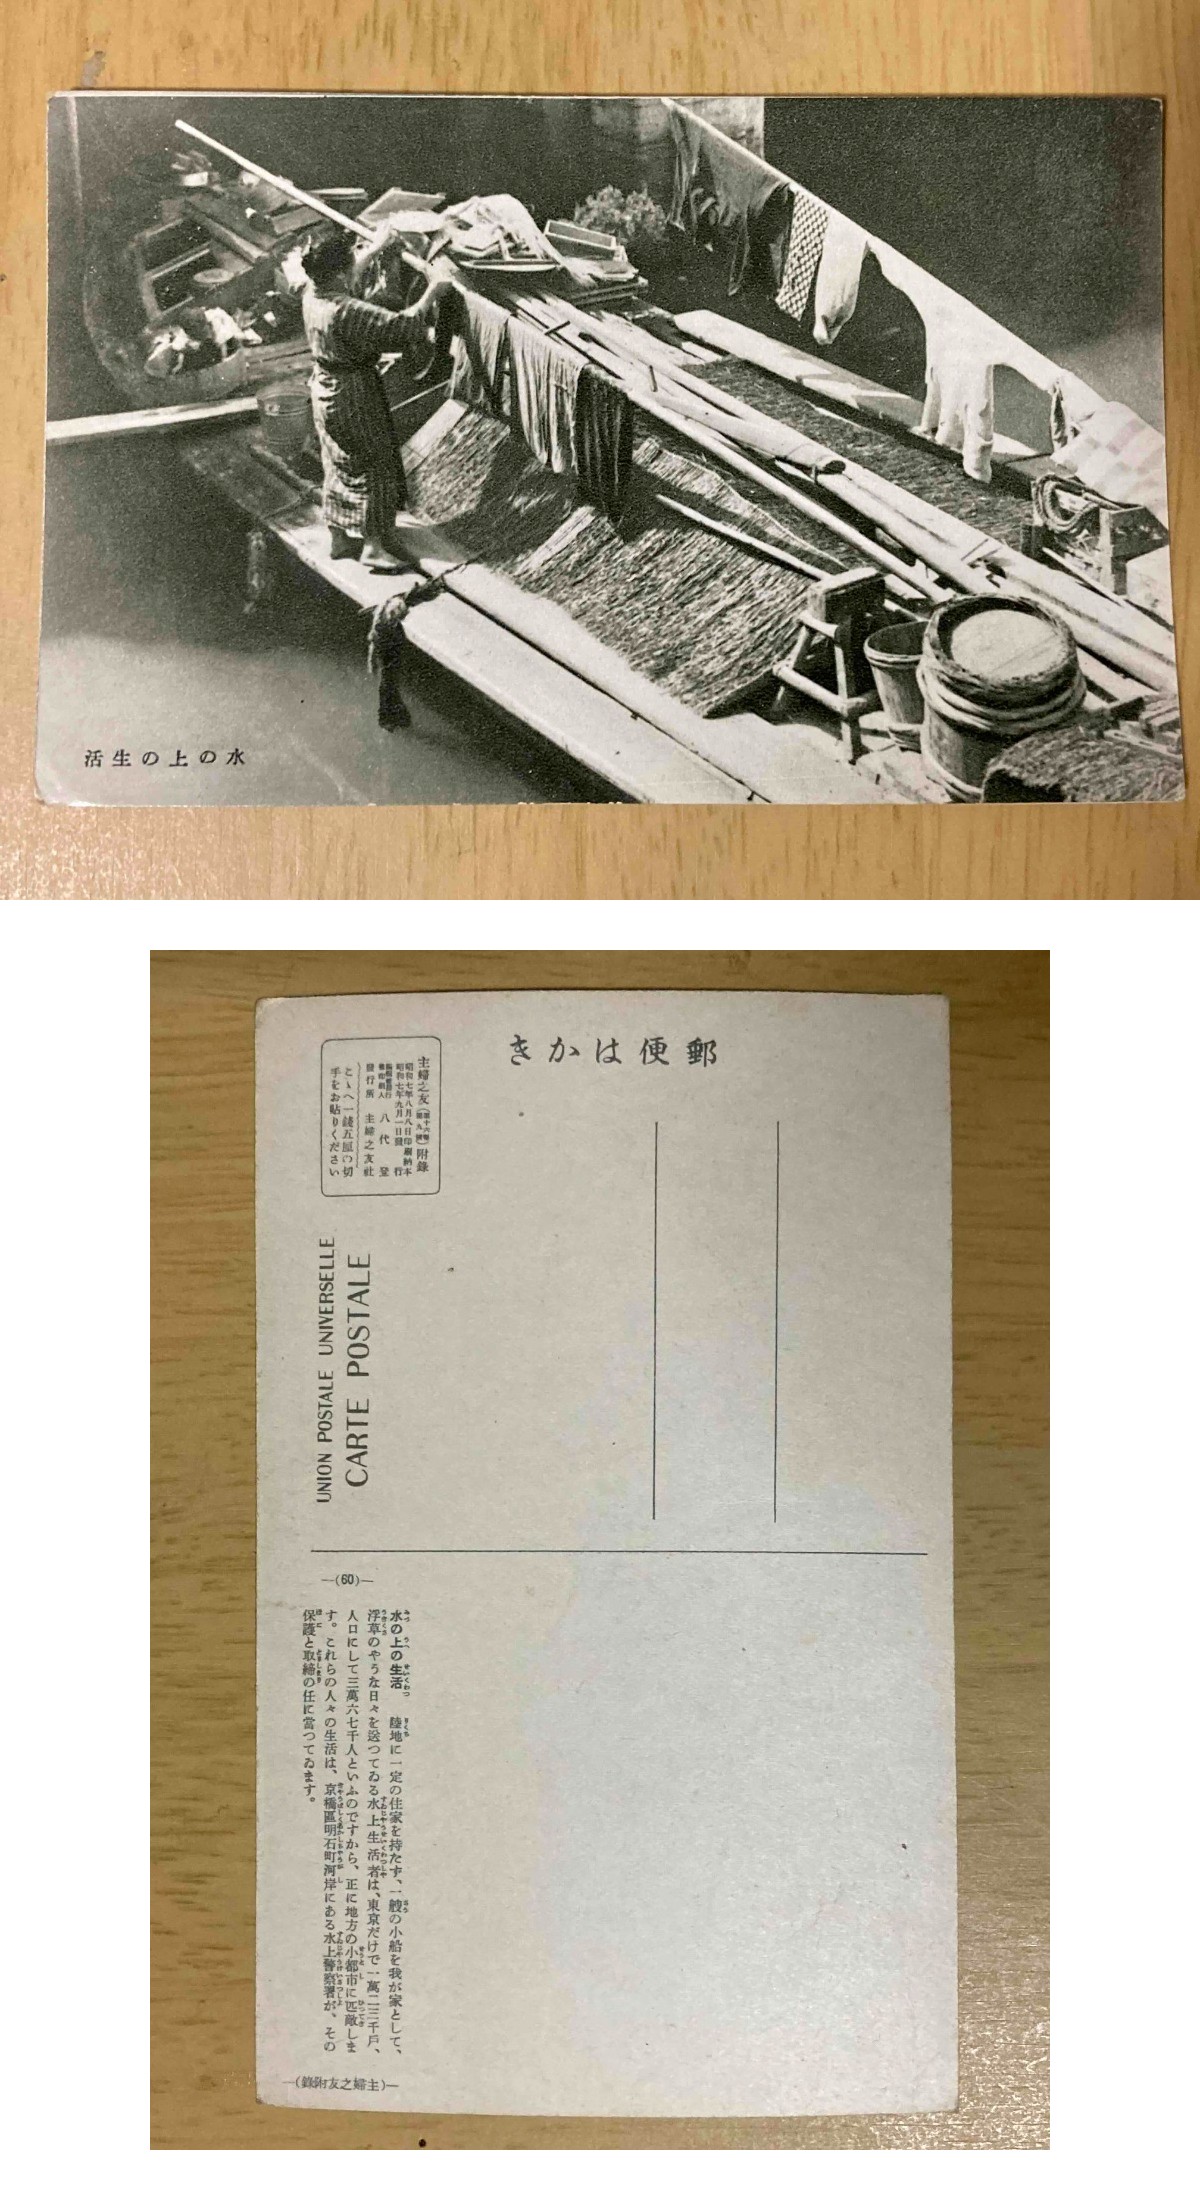 活生の上の水
きかは便郵
主婦之友(第十六卷第九號)附錄
昭和七年八月八日印刷納本
昭和七年九月一日發行
八代登
發行所 主婦之友社
こゝへ一錢五厘の切
手をお貼りください
UNION POSTALE UNIVERSELLE
CARTE POSTALE
—(60)—
水の上の生活。 陸地に一定の住家を持たず、一艘の小船を我が家として、
浮草のやうな日々を送つてゐる水上生活者は、東京だけで一萬二三千戶、
人口にして三萬六七千人といふのですから、正に地方の小都市に匹敵しま
す。これらの人々の生活は、京橋區明石町河岸にある水上警察署が、その
保護と取締の任に當つてゐます。
—(錄附友之婦主)—